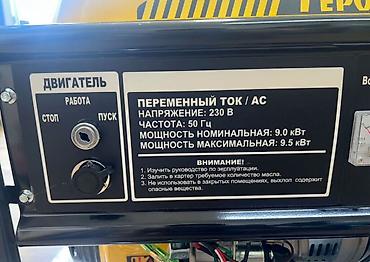 ДВИГАТЕЛЬ
РАБОТА
СТОП ПУСК
ПЕРЕМЕННЫЙ ТОК / AC
НАПРЯЖЕНИЕ: 230 В
ЧАСТОТА: 50 Гц
МОЩНОСТЬ НОМИНАЛЬНАЯ: 9.0 кВт
МОЩНОСТЬ МАКСИМАЛЬНАЯ: 9.5 кВт
ВНИМАНИЕ!
1. Изучить руководство по эксплуатации.
2. Залить в картер требуемое количество масла.
3. Не использовать в закрытых помещениях, выхлоп содержит
опасные вещества.